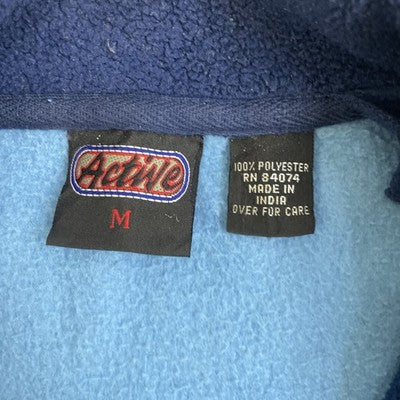 Active
M
100% POLYESTER
RN 84074
MADE IN
INDIA
OVER FOR CARE